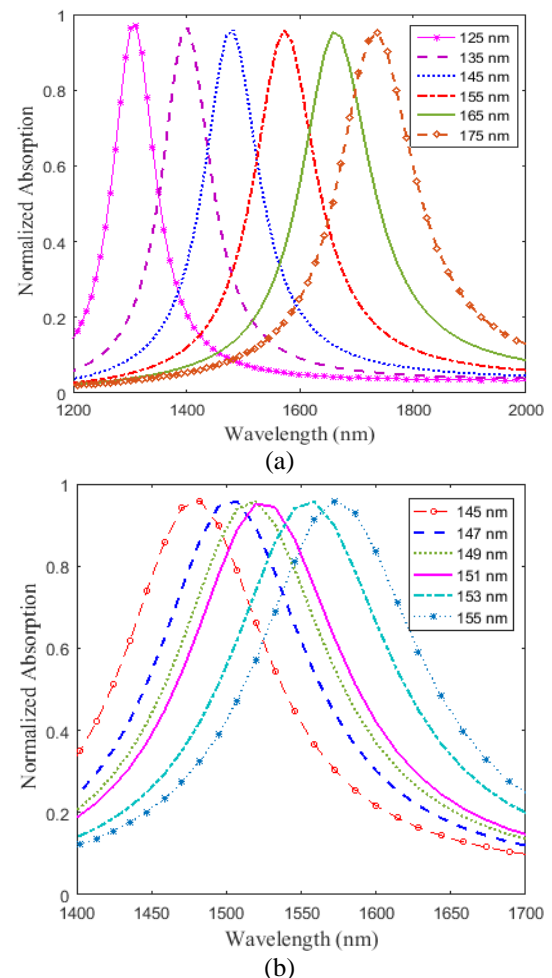 1
0.8
0.6
0.4
0.2
0
Normalized Absorption
125 nm
135 nm
145 nm
155 nm
165 nm
175 nm
1200 1400 1600 1800 2000
Wavelength (nm)
(a)
1
0.8
0.6
0.4
0.2
0
Normalized Absorption
145 nm
147 nm
149 nm
151 nm
153 nm
155 nm
1400 1450 1500 1550 1600 1650 1700
Wavelength (nm)
(b)